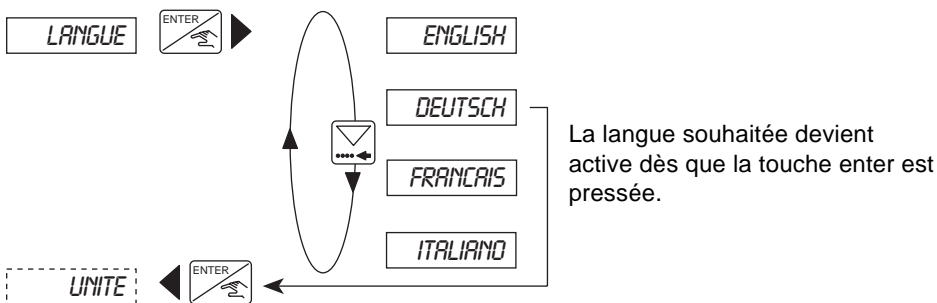 LANGUE
ENTER
ENGLISH
DEUTSCH
FRANCAIS
ITALIANO
La langue souhaitée devient
active dès que la touche enter est
pressée.
UNITE
ENTER